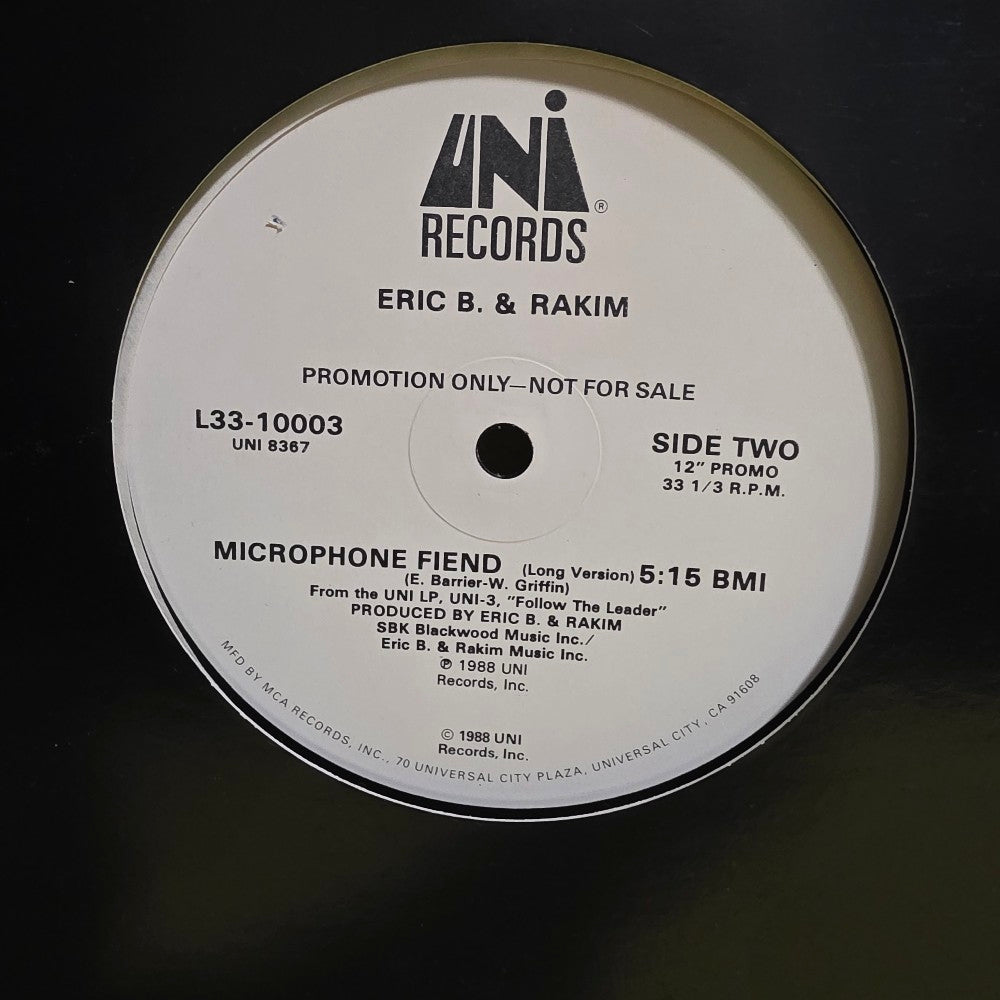 UNI
®
RECORDS
ERIC B. & RAKIM
PROMOTION ONLY—NOT FOR SALE
L33-10003
UNI 8367
SIDE TWO
12" PROMO
33 1/3 R.P.M.
MICROPHONE FIEND (Long Version) 5:15 BMI
(E. Barrier-W. Griffin)
From the UNI LP, UNI-3, "Follow The Leader"
PRODUCED BY ERIC B. & RAKIM
SBK Blackwood Music Inc./
Eric B. & Rakim Music Inc.
℗ 1988 UNI
Records, Inc.
© 1988 UNI
Records, Inc.
MFD BY MCA RECORDS, INC., 70 UNIVERSAL CITY PLAZA, UNIVERSAL CITY, CA 91608